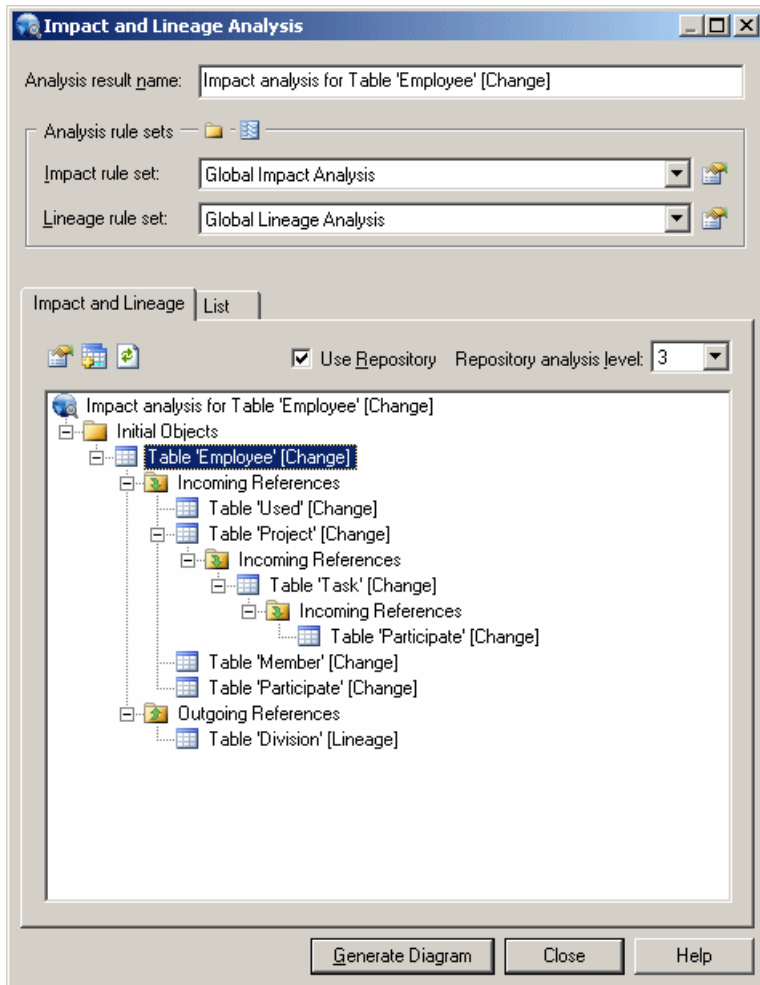 Impact and Lineage Analysis
Analysis result name: Impact analysis for Table 'Employee' [Change]
Analysis rule sets
Impact rule set: Global Impact Analysis
Lineage rule set: Global Lineage Analysis
Impact and Lineage List
Use Repository Repository analysis level: 3
Impact analysis for Table 'Employee' [Change]
Initial Objects
Table 'Employee' [Change]
Incoming References
Table 'Used' [Change]
Table 'Project' [Change]
Incoming References
Table 'Task' [Change]
Incoming References
Table 'Participate' [Change]
Table 'Member' [Change]
Table 'Participate' [Change]
Outgoing References
Table 'Division' [Lineage]
Generate Diagram Close Help